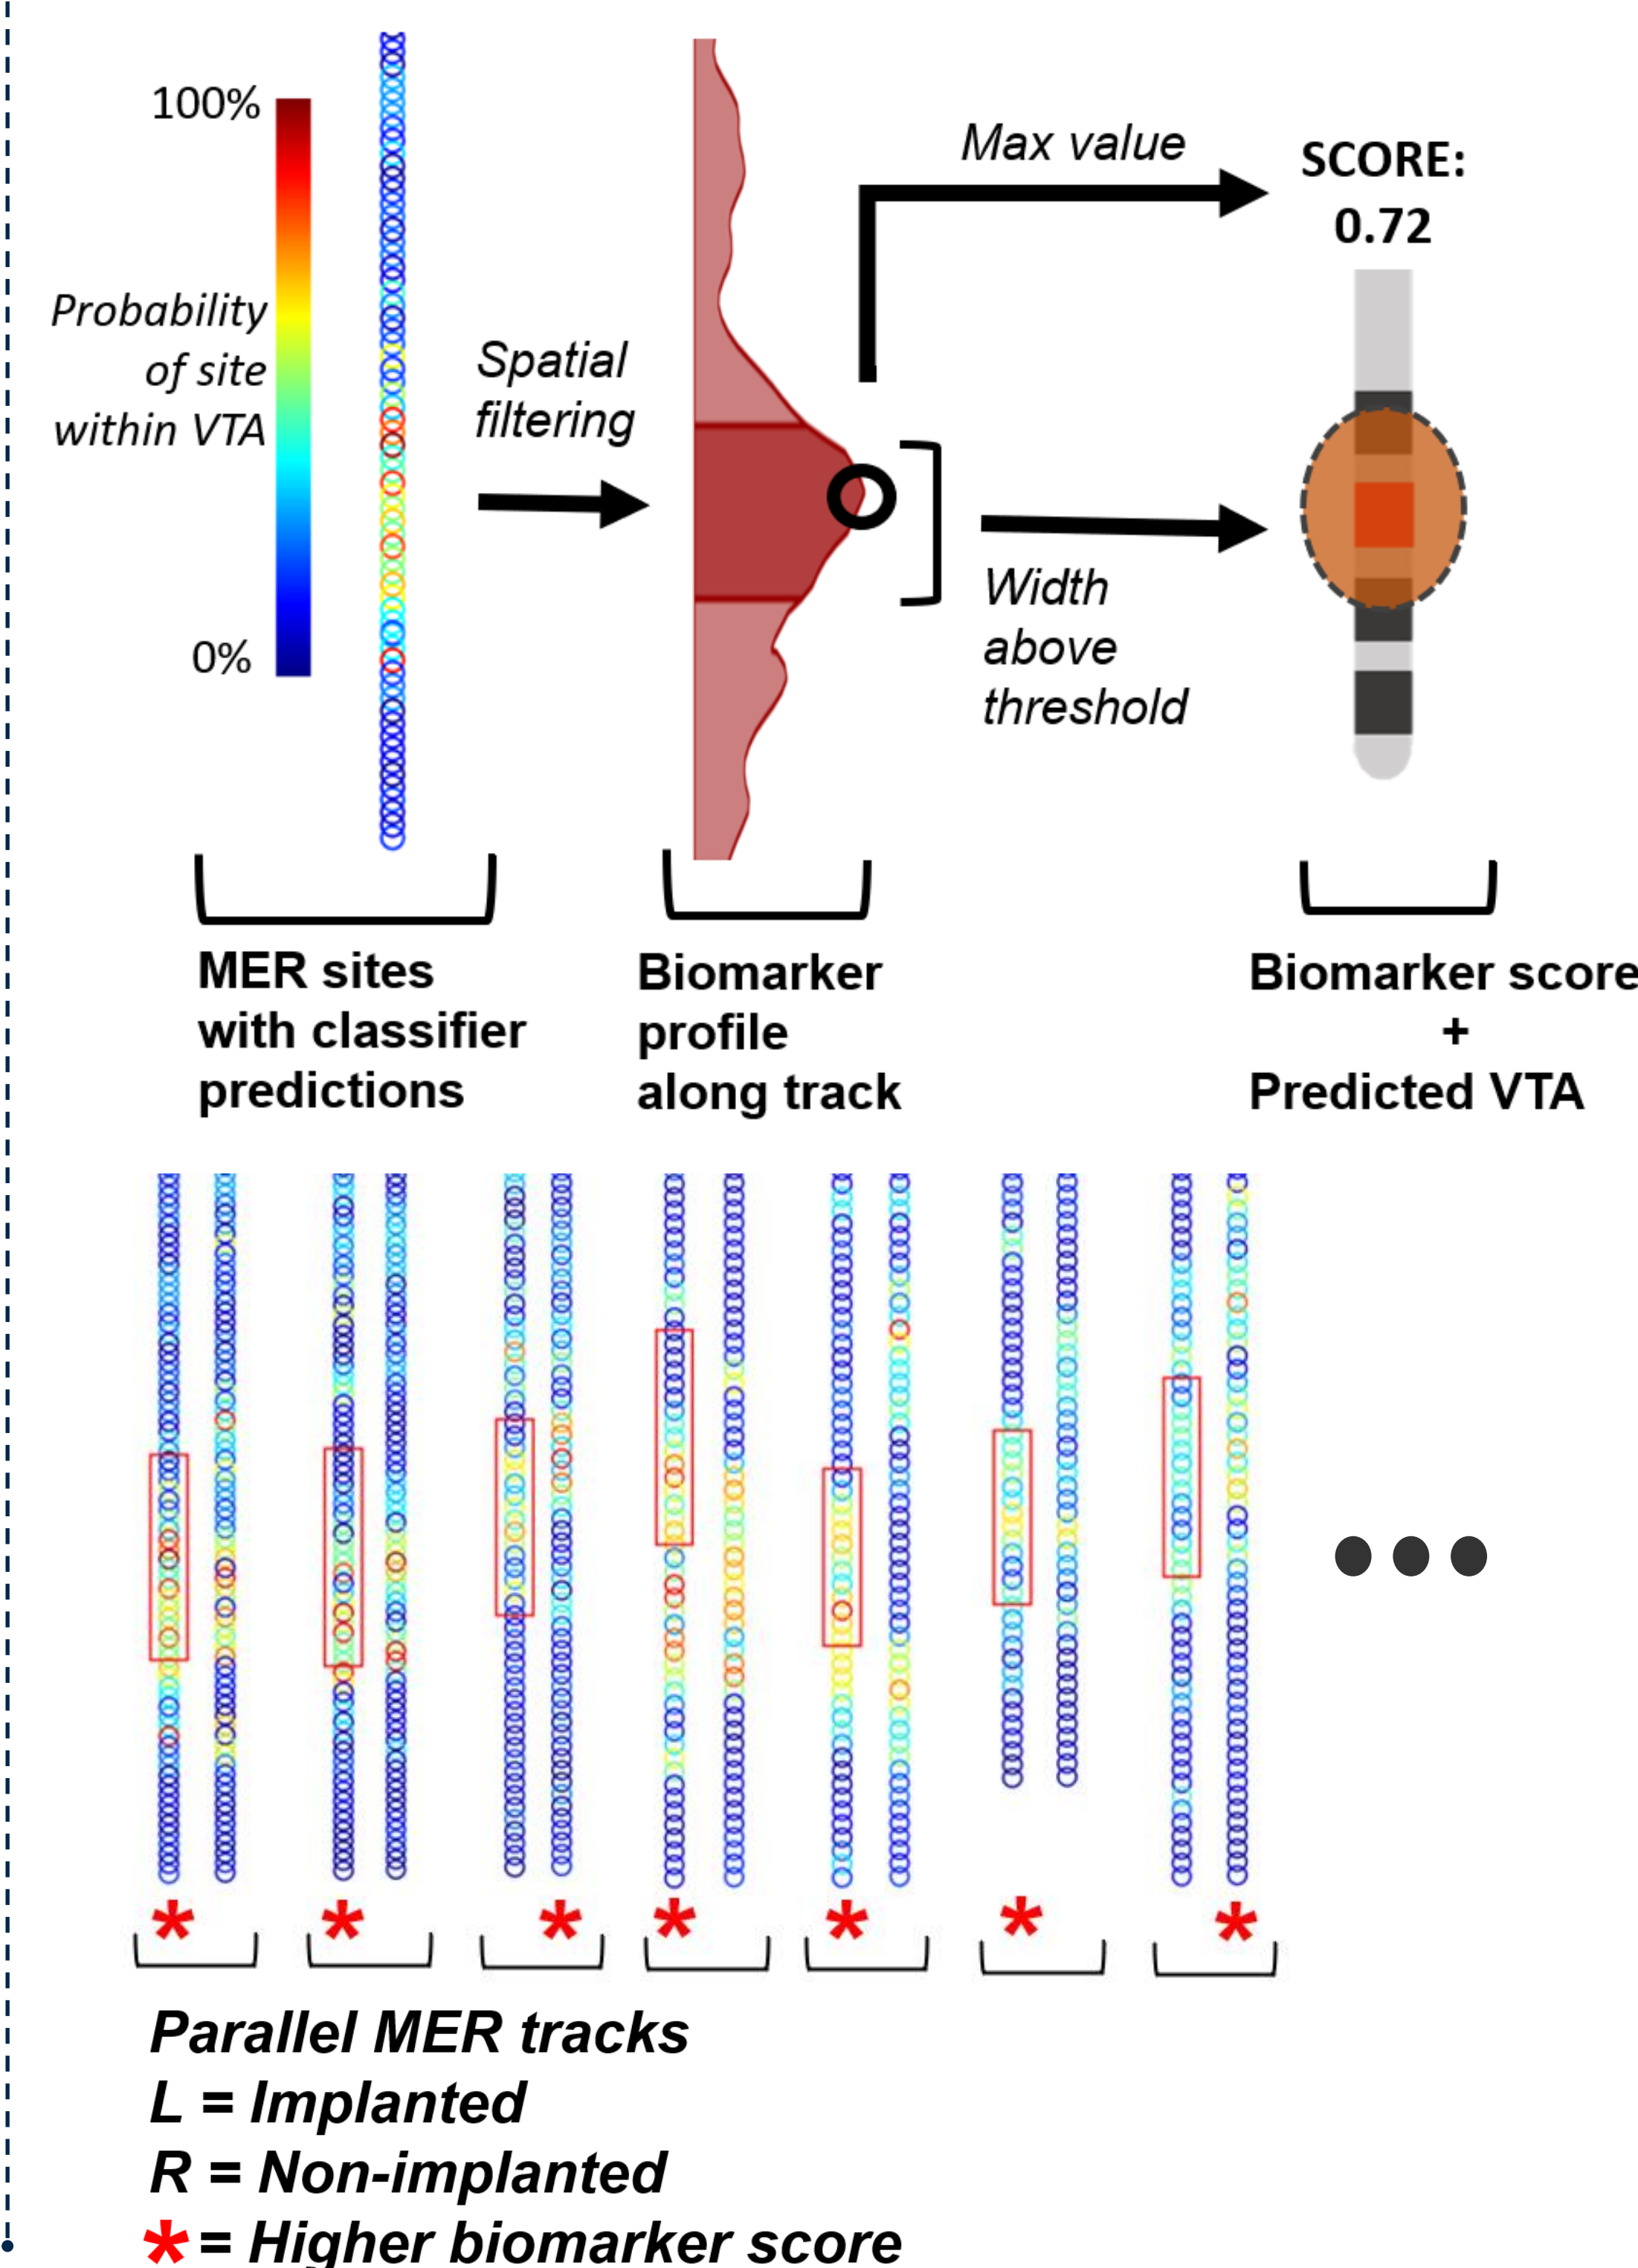 100%
Probability
of site
within VTA
0%
Spatial
filtering
Max value
Width
above
threshold
SCORE:
0.72
MER sites
with classifier
predictions
Biomarker
profile
along track
Biomarker score
+
Predicted VTA
* * * * * * *
Parallel MER tracks
L = Implanted
R = Non-implanted
* = Higher biomarker score